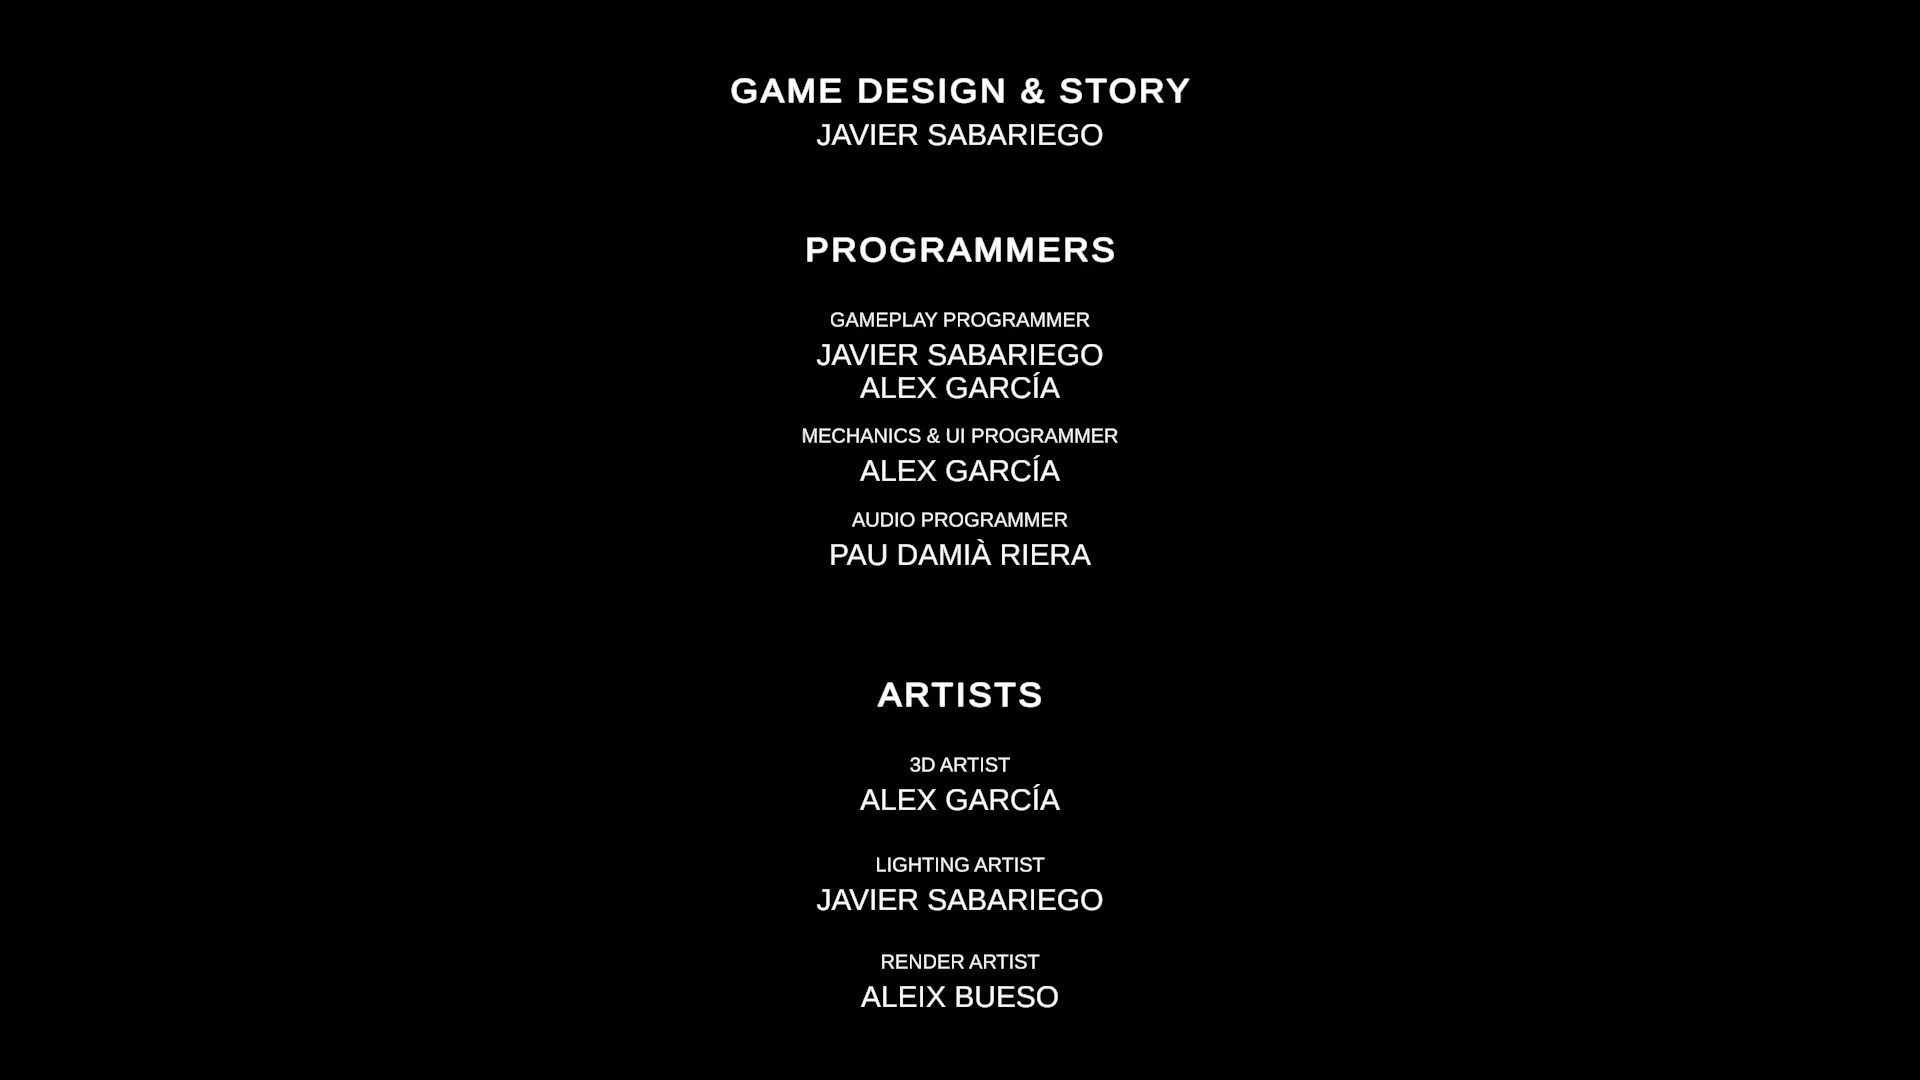 GAME DESIGN & STORY
JAVIER SABARIEGO
PROGRAMMERS
GAMEPLAY PROGRAMMER
JAVIER SABARIEGO
ALEX GARCÍA
MECHANICS & UI PROGRAMMER
ALEX GARCÍA
AUDIO PROGRAMMER
PAU DAMIÀ RIERA
ARTISTS
3D ARTIST
ALEX GARCÍA
LIGHTING ARTIST
JAVIER SABARIEGO
RENDER ARTIST
ALEIX BUESO